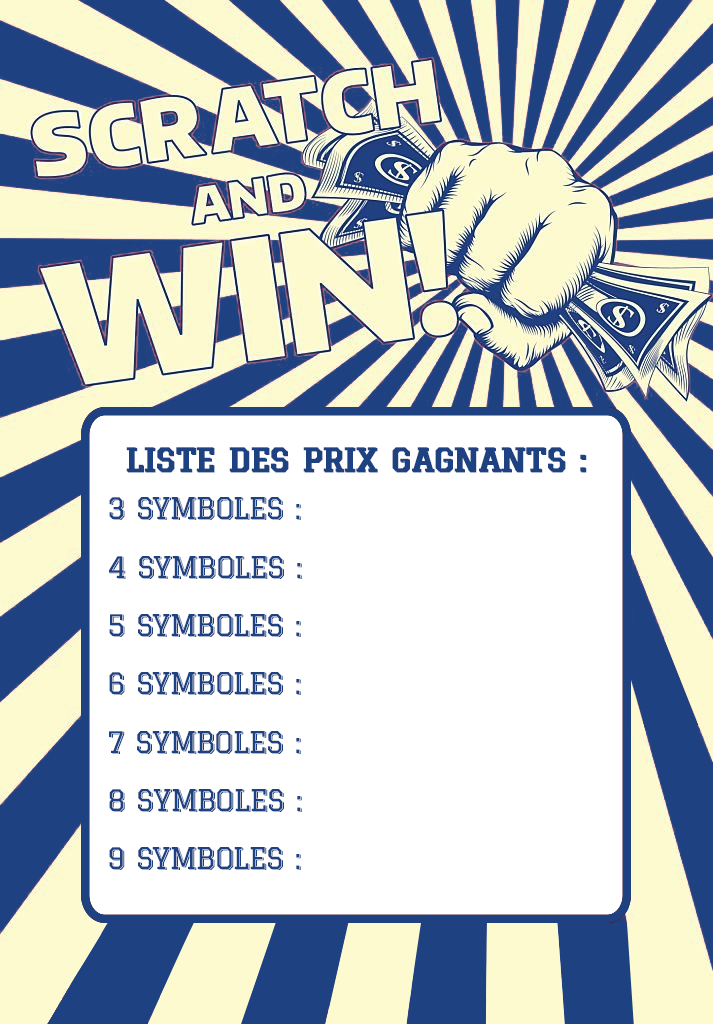 SCRATCH
AND
WIN!
LISTE DES PRIX GAGNANTS :
3 SYMBOLES :
4 SYMBOLES :
5 SYMBOLES :
6 SYMBOLES :
7 SYMBOLES :
8 SYMBOLES :
9 SYMBOLES :